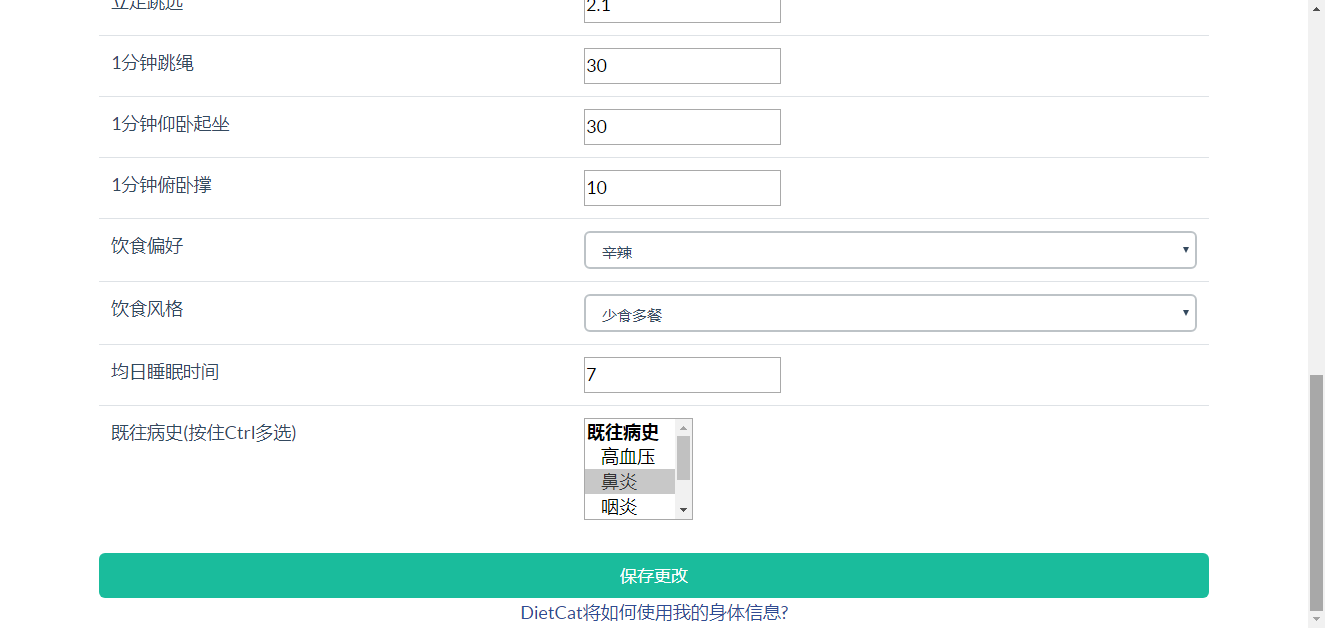 立定跳远
2.1
1分钟跳绳
30
1分钟仰卧起坐
30
1分钟俯卧撑
10
饮食偏好
辛辣
饮食风格
少食多餐
均日睡眠时间
7
既往病史(按住Ctrl多选)
既往病史
高血压
鼻炎
咽炎
保存更改
DietCat将如何使用我的身体信息?